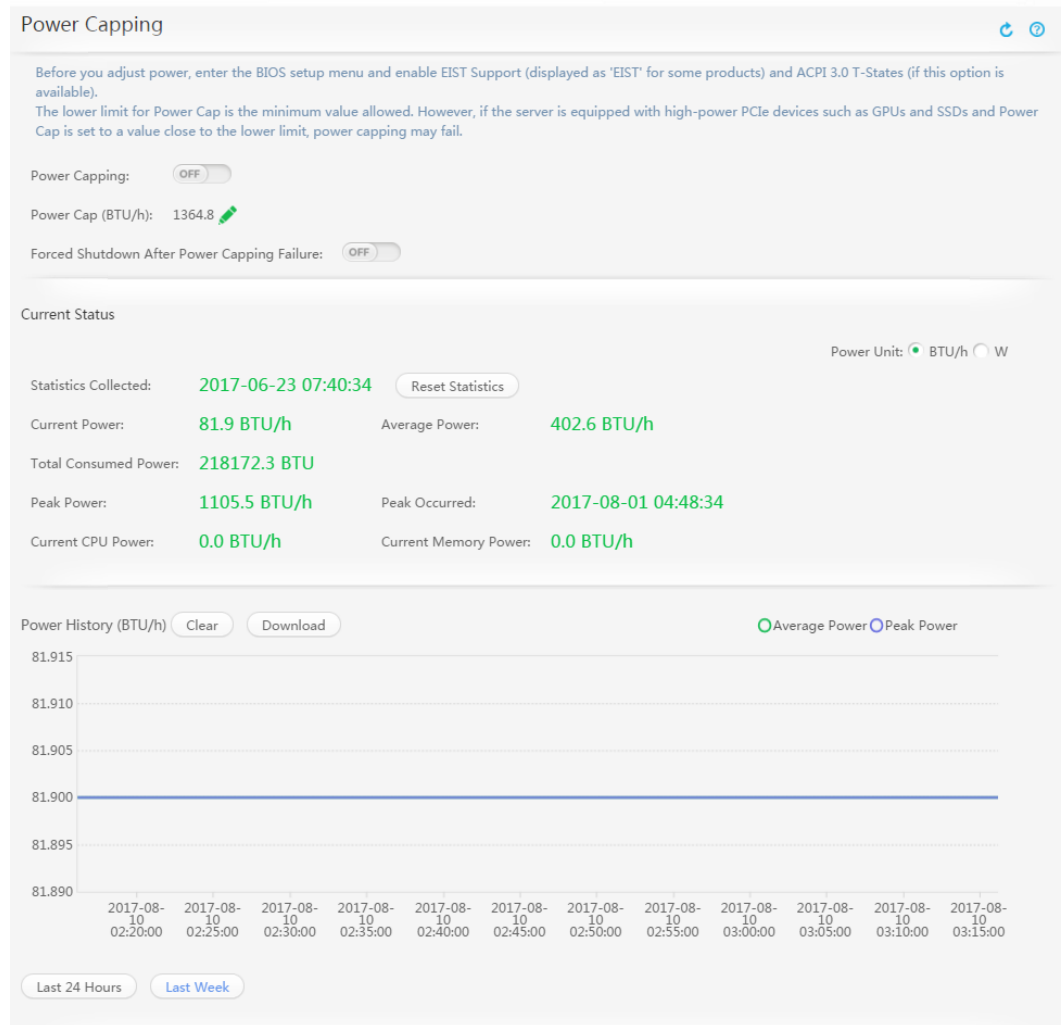 Power Capping
Before you adjust power, enter the BIOS setup menu and enable EIST Support (displayed as 'EIST' for some products) and ACPI 3.0 T-States (if this option is
available).
The lower limit for Power Cap is the minimum value allowed. However, if the server is equipped with high-power PCIe devices such as GPUs and SSDs and Power
Cap is set to a value close to the lower limit, power capping may fail.
Power Capping: OFF
Power Cap (BTU/h): 1364.8
Forced Shutdown After Power Capping Failure: OFF
Current Status
Power Unit: BTU/h W
Statistics Collected: 2017-06-23 07:40:34 Reset Statistics
Current Power: 81.9 BTU/h Average Power: 402.6 BTU/h
Total Consumed Power: 218172.3 BTU
Peak Power: 1105.5 BTU/h Peak Occurred: 2017-08-01 04:48:34
Current CPU Power: 0.0 BTU/h Current Memory Power: 0.0 BTU/h
Power History (BTU/h) Clear Download Average Power Peak Power
81.915
81.910
81.905
81.900
81.895
81.890
2017-08- 2017-08- 2017-08- 2017-08- 2017-08- 2017-08- 2017-08- 2017-08- 2017-08- 2017-08- 2017-08- 2017-08-
10 10 10 10 10 10 10 10 10 10 10 10
02:20:00 02:25:00 02:30:00 02:35:00 02:40:00 02:45:00 02:50:00 02:55:00 03:00:00 03:05:00 03:10:00 03:15:00
Last 24 Hours Last Week